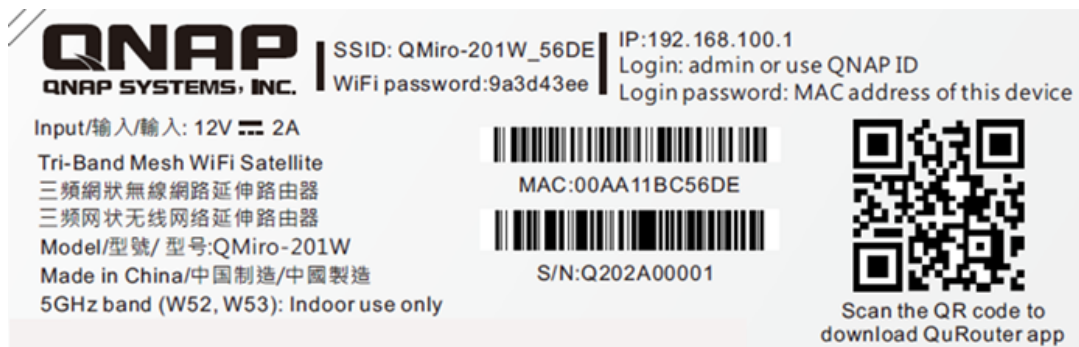 QNAP
QNAP SYSTEMS, INC.
SSID: QMiro-201W_56DE
WiFi password:9a3d43ee
IP:192.168.100.1
Login: admin or use QNAP ID
Login password: MAC address of this device
Input/输入/輸入: 12V ⎓ 2A
Tri-Band Mesh WiFi Satellite
三頻網狀無線網路延伸路由器
三频网状无线网络延伸路由器
Model/型號/ 型号:QMiro-201W
Made in China/中国制造/中國製造
5GHz band (W52, W53): Indoor use only
MAC:00AA11BC56DE
S/N:Q202A00001
Scan the QR code to
download QuRouter app